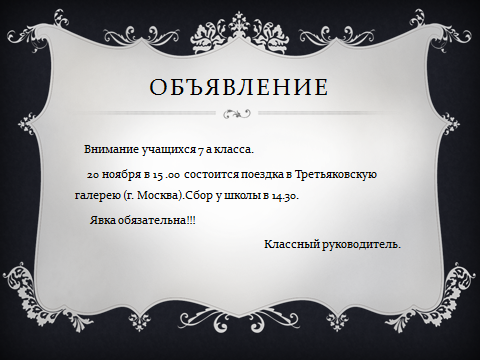 ОБЪЯВЛЕНИЕ
Внимание учащихся 7 а класса.
20 ноября в 15 .00 состоится поездка в Третьяковскую
галерею (г. Москва).Сбор у школы в 14.30.
Явка обязательна!!!
Классный руководитель.